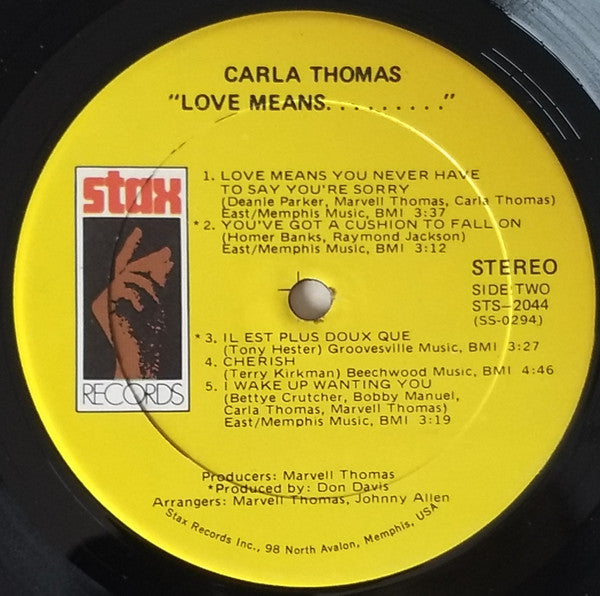 CARLA THOMAS
"LOVE MEANS........."
1. LOVE MEANS YOU NEVER HAVE
TO SAY YOU'RE SORRY
(Deanie Parker, Marvell Thomas, Carla Thomas)
East/Memphis Music, BMI 3:37
*2. YOU'VE GOT A CUSHION TO FALL ON
(Homer Banks, Raymond Jackson)
East/Memphis Music, BMI 3:12
stax
RECORDS
STEREO
SIDE TWO
STS-2044
(SS-0294)
*3. IL EST PLUS DOUX QUE
(Tony Hester) Groovesville Music, BMI 3:27
4. CHERISH
(Terry Kirkman) Beechwood Music, BMI 4:46
5. I WAKE UP WANTING YOU
(Bettye Crutcher, Bobby Manuel,
Carla Thomas, Marvell Thomas)
East/Memphis Music, BMI 3:19
Producers: Marvell Thomas
*Produced by: Don Davis
Arrangers: Marvell Thomas, Johnny Allen
Stax Records Inc., 98 North Avalon, Memphis, USA